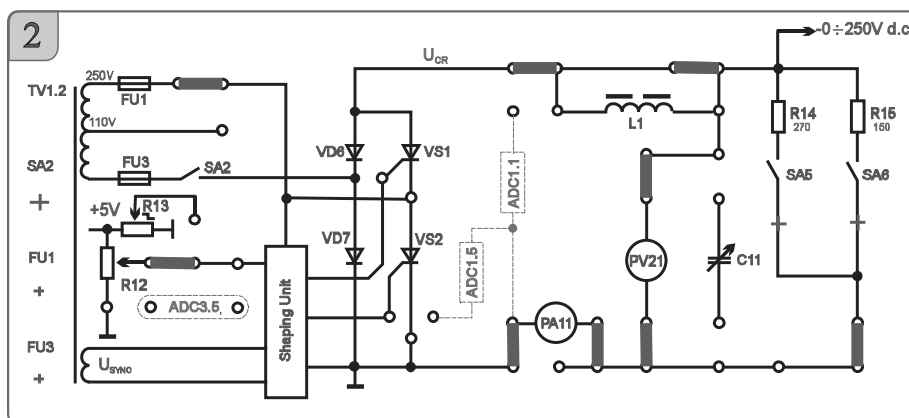 2
-0÷250V d.c
U_CR
250V
TV1.2
FU1
110V
L1
R14
270
R15
150
VD6
VS1
ADC1.1
SA2
FU3
SA2
SA5
SA6
+5V
R13
VD7
VS2
FU1
R12
ADC1.5
PV21
C11
ADC3.5
Shaping Unit
PA11
FU3
U_SYNC